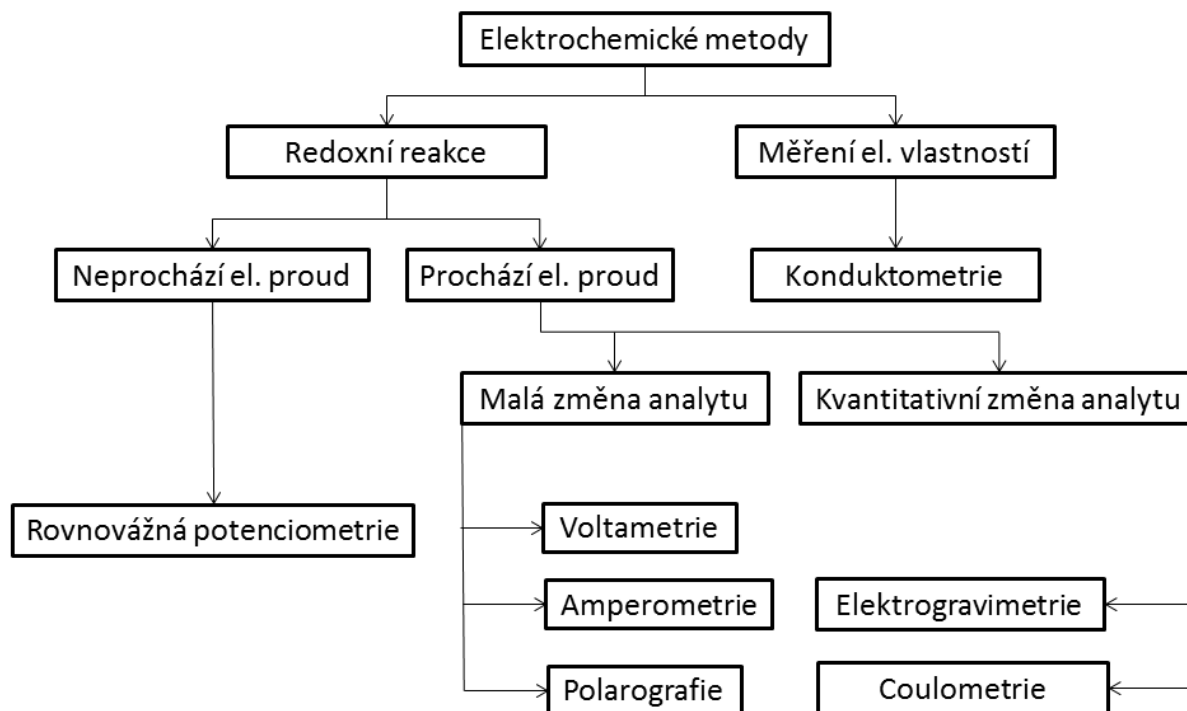 Elektrochemické metody
Redoxní reakce
Měření el. vlastností
Neprochází el. proud
Prochází el. proud
Konduktometrie
Malá změna analytu
Kvantitativní změna analytu
Rovnovážná potenciometrie
Voltametrie
Amperometrie
Elektrogravimetrie
Polarografie
Coulometrie